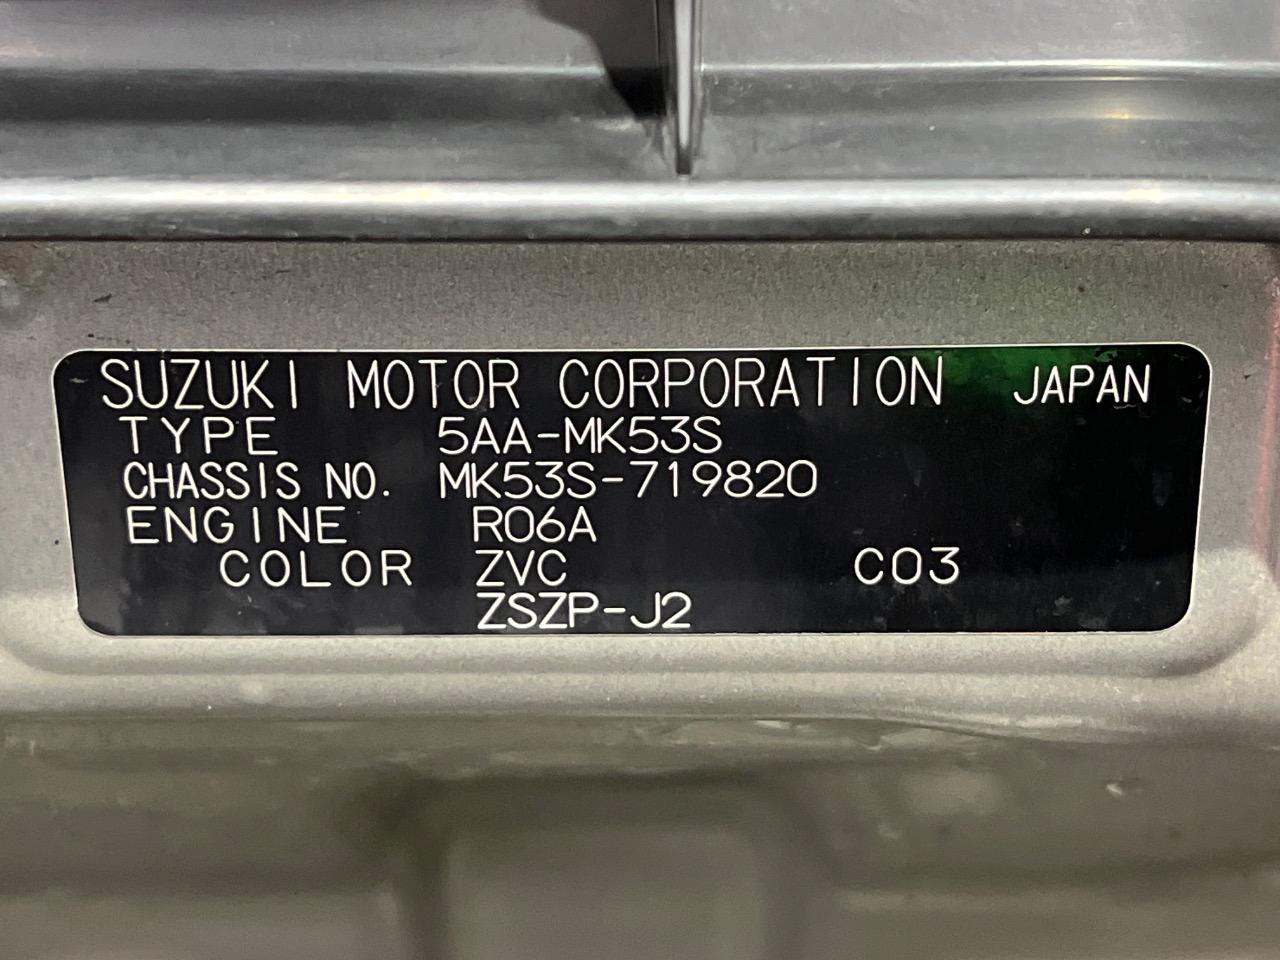 SUZUKI MOTOR CORPORATION JAPAN
TYPE 5AA-MK53S
CHASSIS NO. MK53S-719820
ENGINE R06A
COLOR ZVC C03
ZSZP-J2